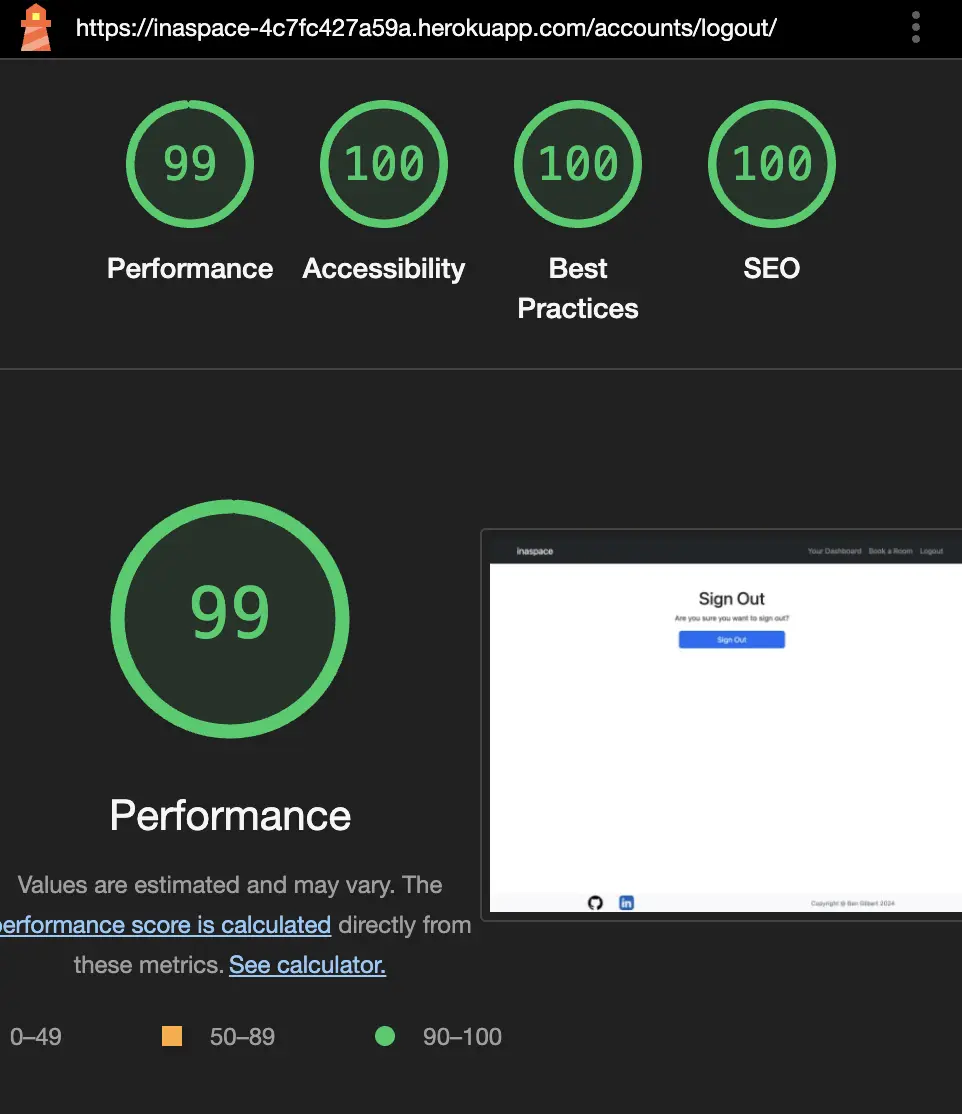 https://inaspace-4c7fc427a59a.herokuapp.com/accounts/logout/
99
100
100
100
Performance
Accessibility
Best
Practices
SEO
99
Performance
Values are estimated and may vary. The
performance score is calculated directly from
these metrics. See calculator.
0–49
50–89
90–100
inaspace
Your Dashboard
Book a Room
Logout
Sign Out
Are you sure you want to sign out?
Sign Out
in
Copyright @ Ben Gilbert 2024